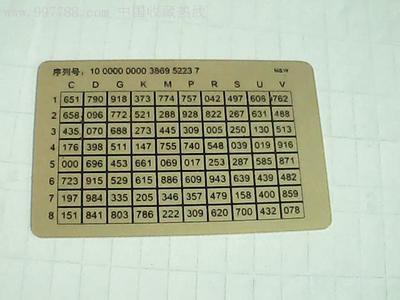 www.997788.com 中国收藏热线
序列号: 10 0000 0000 3869 5223 7 NEW
C D G K M P R S U V
1 651 790 918 373 774 757 042 497 606 762
2 658 096 772 521 288 928 822 267 631 488
3 435 070 688 273 445 309 005 250 130 513
4 176 398 511 147 755 740 548 039 019 916
5 000 696 453 661 069 017 253 287 585 871
6 723 915 529 615 886 609 943 639 439 482
7 197 984 335 205 346 357 479 158 400 859
8 151 841 803 786 222 309 620 700 432 078